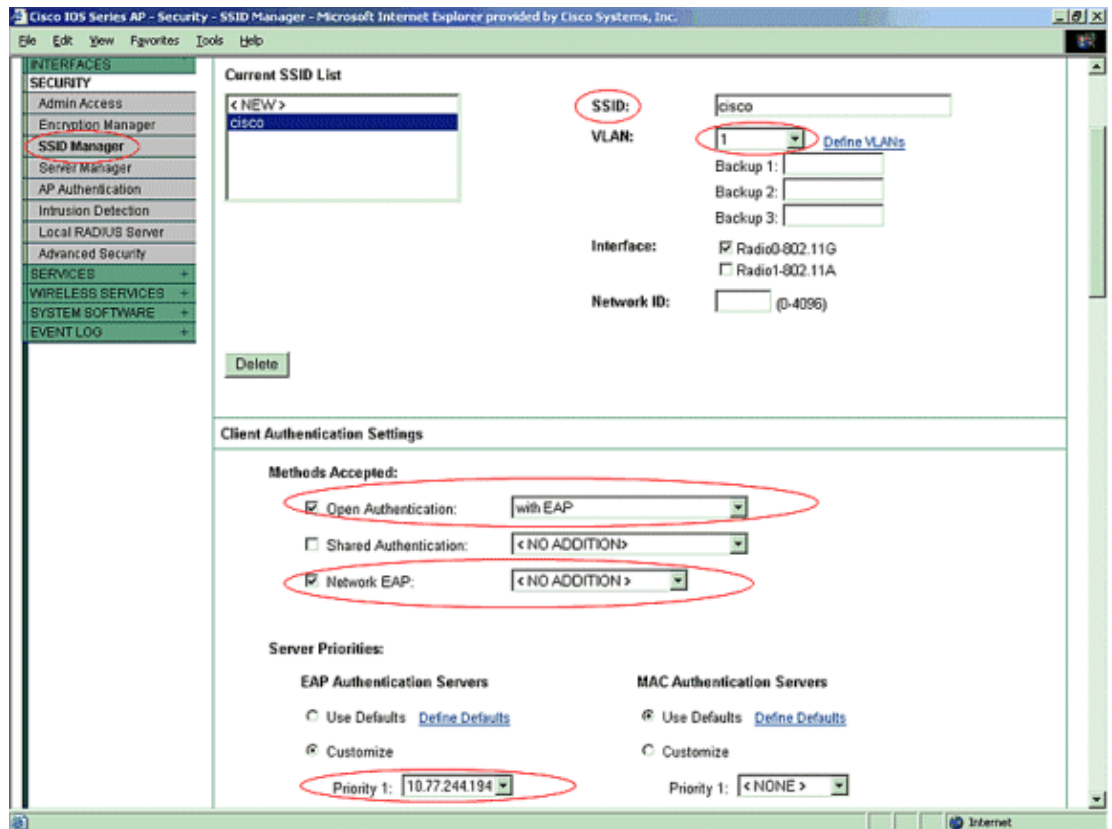 Cisco IOS Series AP - Security - SSID Manager - Microsoft Internet Explorer provided by Cisco Systems, Inc.
File Edit View Favorites Tools Help
INTERFACES
SECURITY
Admin Access
Encryption Manager
SSID Manager
Server Manager
AP Authentication
Intrusion Detection
Local RADIUS Server
Advanced Security
SERVICES +
WIRELESS SERVICES +
SYSTEM SOFTWARE +
EVENT LOG +
Current SSID List
< NEW >
cisco
SSID: cisco
VLAN: 1 Define VLANs
Backup 1:
Backup 2:
Backup 3:
Interface: Radio0-802.11G
Radio1-802.11A
Network ID: (0-4096)
Delete
Client Authentication Settings
Methods Accepted:
Open Authentication: with EAP
Shared Authentication: < NO ADDITION>
Network EAP: < NO ADDITION >
Server Priorities:
EAP Authentication Servers
Use Defaults Define Defaults
Customize
Priority 1: 10.77.244.194
MAC Authentication Servers
Use Defaults Define Defaults
Customize
Priority 1: < NONE >
Internet